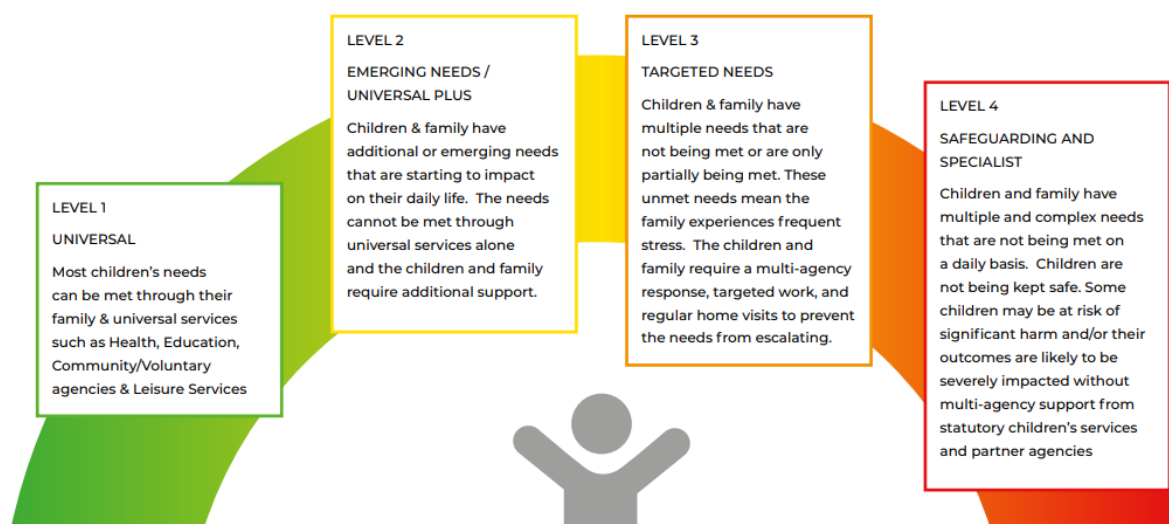 LEVEL 1
UNIVERSAL
Most children’s needs
can be met through their
family & universal services
such as Health, Education,
Community/Voluntary
agencies & Leisure Services
LEVEL 2
EMERGING NEEDS /
UNIVERSAL PLUS
Children & family have
additional or emerging needs
that are starting to impact
on their daily life.  The needs
cannot be met through
universal services alone
and the children and family
require additional support.
LEVEL 3
TARGETED NEEDS
Children & family have
multiple needs that are
not being met or are only
partially being met. These
unmet needs mean the
family experiences frequent
stress.  The children and
family require a multi-agency
response, targeted work, and
regular home visits to prevent
the needs from escalating.
LEVEL 4
SAFEGUARDING AND
SPECIALIST
Children and family have
multiple and complex needs
that are not being met on
a daily basis.  Children are
not being kept safe. Some
children may be at risk of
significant harm and/or their
outcomes are likely to be
severely impacted without
multi-agency support from
statutory children’s services
and partner agencies